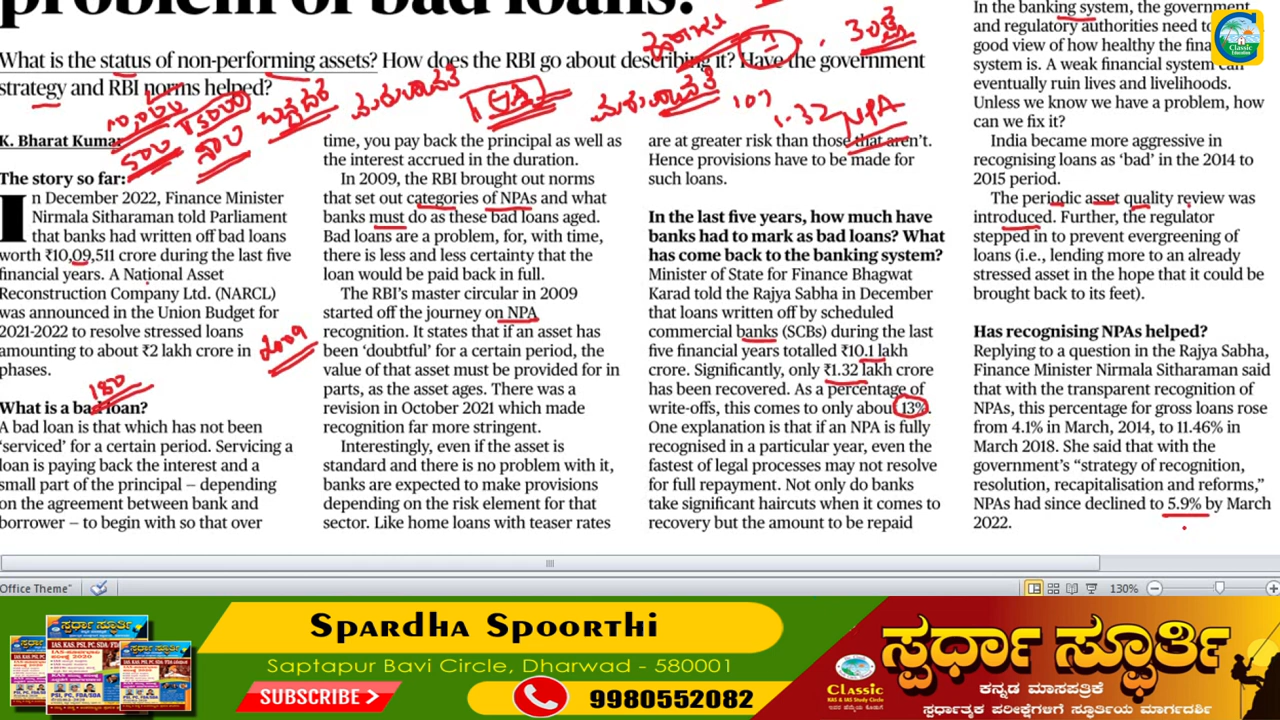 problem of bad loans?
What is the status of non-performing assets? How does the RBI go about describing it? Have the government
strategy and RBI norms helped?
K. Bharat Kumar
The story so far:
In December 2022, Finance Minister
Nirmala Sitharaman told Parliament
that banks had written off bad loans
worth ₹10,09,511 crore during the last five
financial years. A National Asset
Reconstruction Company Ltd. (NARCL)
was announced in the Union Budget for
2021-2022 to resolve stressed loans
amounting to about ₹2 lakh crore in
phases.
2009
180
What is a bad loan?
A bad loan is that which has not been
‘serviced’ for a certain period. Servicing a
loan is paying back the interest and a
small part of the principal – depending
on the agreement between bank and
borrower – to begin with so that over
time, you pay back the principal as well as
the interest accrued in the duration.
In 2009, the RBI brought out norms
that set out categories of NPAs and what
banks must do as these bad loans aged.
Bad loans are a problem, for, with time,
there is less and less certainty that the
loan would be paid back in full.
The RBI’s master circular in 2009
started off the journey on NPA
recognition. It states that if an asset has
been ‘doubtful’ for a certain period, the
value of that asset must be provided for in
parts, as the asset ages. There was a
revision in October 2021 which made
recognition far more stringent.
Interestingly, even if the asset is
standard and there is no problem with it,
banks are expected to make provisions
depending on the risk element for that
sector. Like home loans with teaser rates
1.32 NPA
are at greater risk than those that aren’t.
Hence provisions have to be made for
such loans.
In the last five years, how much have
banks had to mark as bad loans? What
has come back to the banking system?
Minister of State for Finance Bhagwat
Karad told the Rajya Sabha in December
that loans written off by scheduled
commercial banks (SCBs) during the last
five financial years totalled ₹10.1 lakh
crore. Significantly, only ₹1.32 lakh crore
has been recovered. As a percentage of
write-offs, this comes to only about 13%.
One explanation is that if an NPA is fully
recognised in a particular year, even the
fastest of legal processes may not resolve
for full repayment. Not only do banks
take significant haircuts when it comes to
recovery but the amount to be repaid
In the banking system, the government
and regulatory authorities need to
good view of how healthy the
system is. A weak financial system can
eventually ruin lives and livelihoods.
Unless we know we have a problem, how
can we fix it?
India became more aggressive in
recognising loans as ‘bad’ in the 2014 to
2015 period.
The periodic asset quality review was
introduced. Further, the regulator
stepped in to prevent evergreening of
loans (i.e., lending more to an already
stressed asset in the hope that it could be
brought back to its feet).
Has recognising NPAs helped?
Replying to a question in the Rajya Sabha,
Finance Minister Nirmala Sitharaman said
that with the transparent recognition of
NPAs, this percentage for gross loans rose
from 4.1% in March, 2014, to 11.46% in
March 2018. She said that with the
government’s “strategy of recognition,
resolution, recapitalisation and reforms,”
NPAs had since declined to 5.9% by March
2022.
Classic
Education
Office Theme"
130%
Spardha Spoorthi
Saptapur Bavi Circle Dharwad - 580001
SUBSCRIBE >
9980552082
ಸ್ಪರ್ಧಾ ಸ್ಫೂರ್ತಿ
Classic
IAS & KAS Study Circle
ಸ್ಪರ್ಧಾ ಸ್ಫೂರ್ತಿ
ಕನ್ನಡ ಮಾಸಪತ್ರಿಕೆ
ಸ್ಪರ್ಧಾತ್ಮಕ ಪರೀಕ್ಷೆಗಳಿಗೆ ಸ್ಫೂರ್ತಿಯ ಮಾರ್ಗದರ್ಶಿ